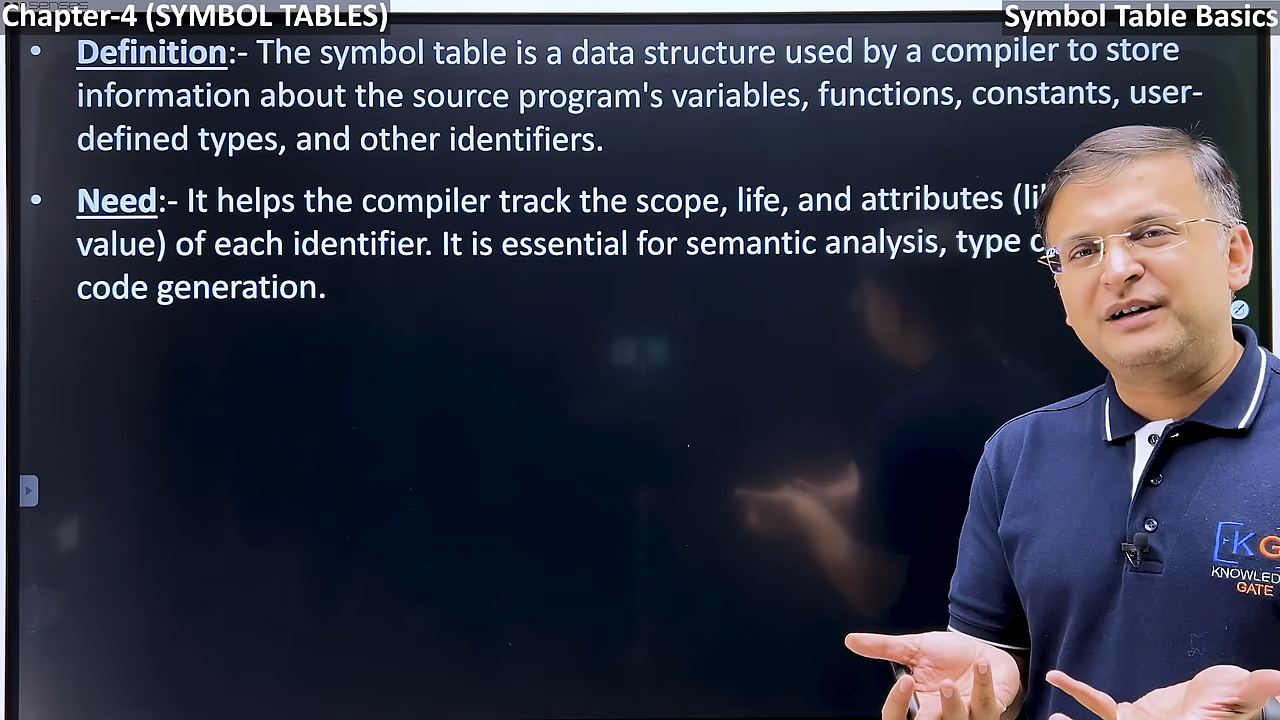 Chapter-4 (SYMBOL TABLES)
Symbol Table Basics
• Definition:- The symbol table is a data structure used by a compiler to store
information about the source program's variables, functions, constants, user-
defined types, and other identifiers.
• Need:- It helps the compiler track the scope, life, and attributes (
value) of each identifier. It is essential for semantic analysis, type
code generation.
KG
GATE